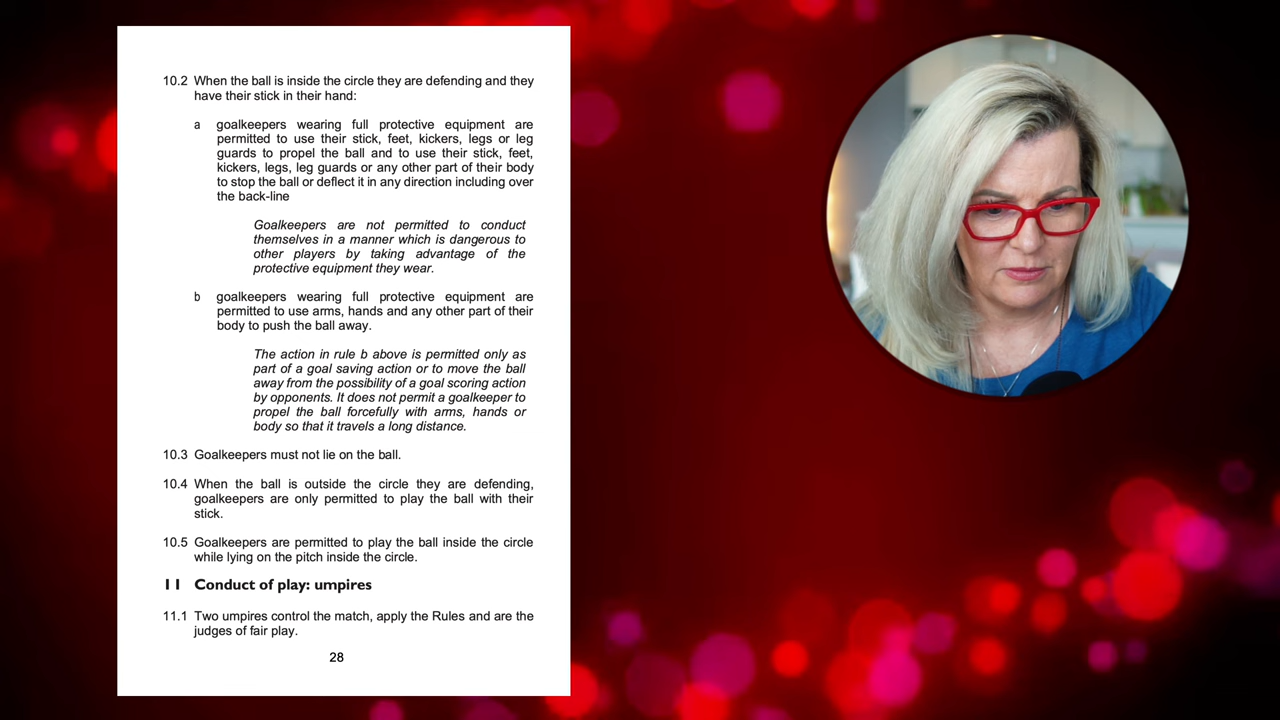 10.2 When the ball is inside the circle they are defending and they
have their stick in their hand:
a goalkeepers wearing full protective equipment are
permitted to use their stick, feet, kickers, legs or leg
guards to propel the ball and to use their stick, feet,
kickers, legs, leg guards or any other part of their body
to stop the ball or deflect it in any direction including over
the back-line
Goalkeepers are not permitted to conduct
themselves in a manner which is dangerous to
other players by taking advantage of the
protective equipment they wear.
b goalkeepers wearing full protective equipment are
permitted to use arms, hands and any other part of their
body to push the ball away.
The action in rule b above is permitted only as
part of a goal saving action or to move the ball
away from the possibility of a goal scoring action
by opponents. It does not permit a goalkeeper to
propel the ball forcefully with arms, hands or
body so that it travels a long distance.
10.3 Goalkeepers must not lie on the ball.
10.4 When the ball is outside the circle they are defending,
goalkeepers are only permitted to play the ball with their
stick.
10.5 Goalkeepers are permitted to play the ball inside the circle
while lying on the pitch inside the circle.
11 Conduct of play: umpires
11.1 Two umpires control the match, apply the Rules and are the
judges of fair play.
28